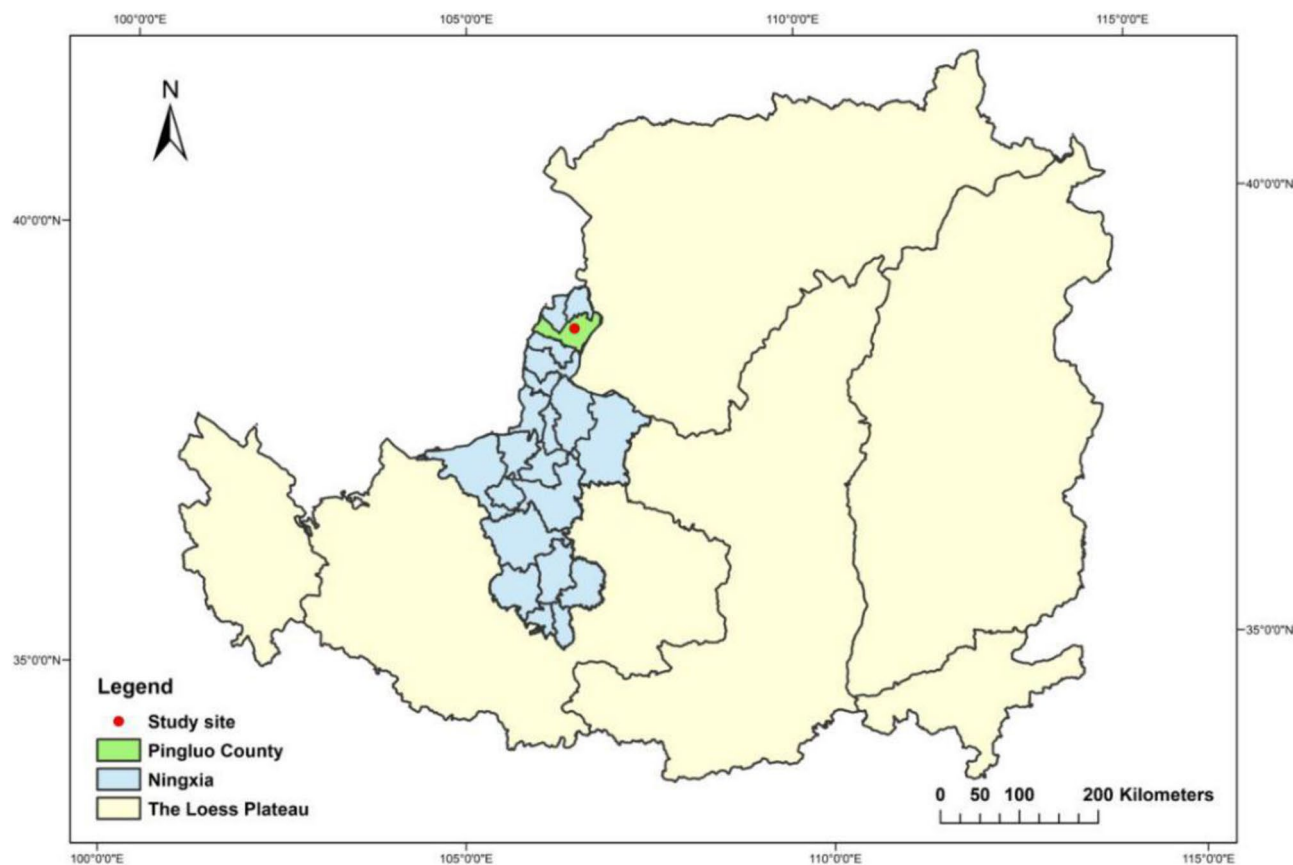 100°0'0"E 105°0'0"E 110°0'0"E 115°0'0"E
N
40°0'0"N
40°0'0"N
35°0'0"N
35°0'0"N
Legend
Study site
Pingluo County
Ningxia
The Loess Plateau
0 50 100 200 Kilometers
100°0'0"E 105°0'0"E 110°0'0"E 115°0'0"E